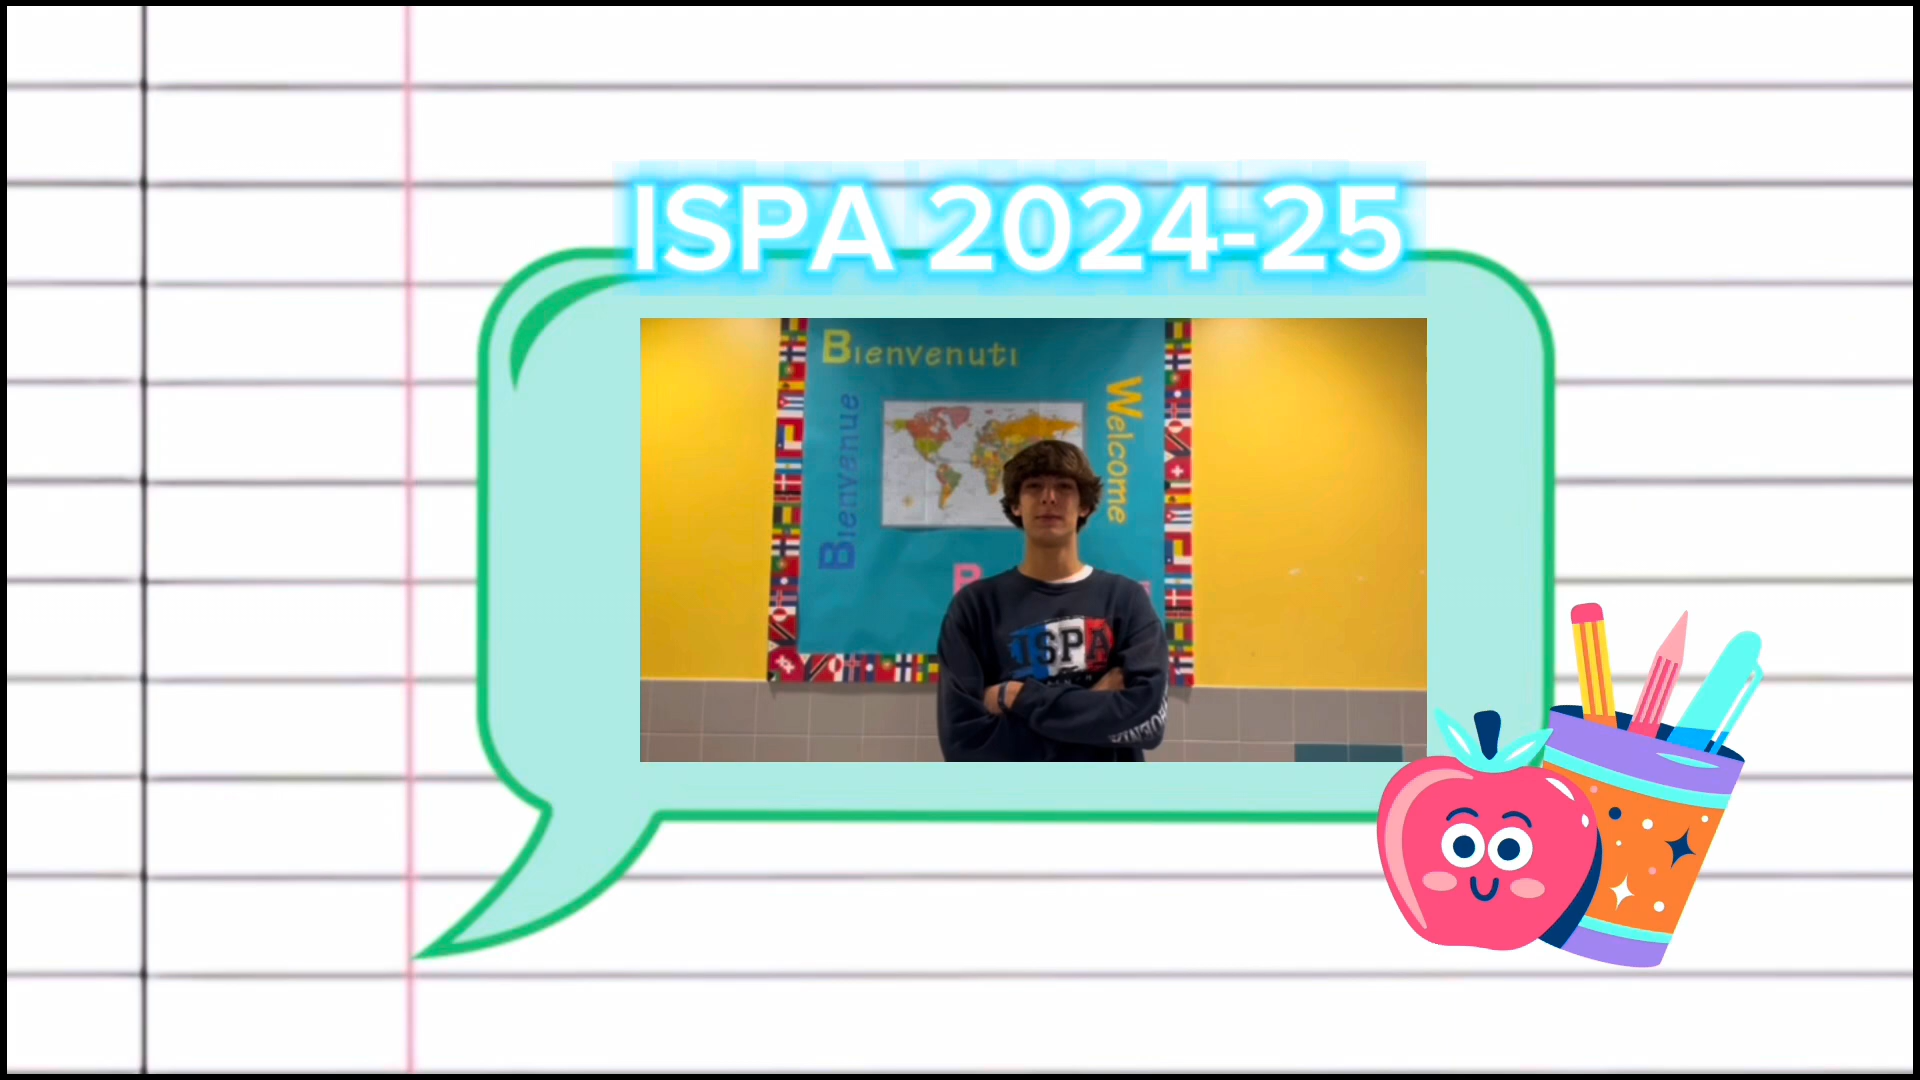 ISPA 2024-25
Bienvenuti
Bienvenue
Welcome
B
ISPA